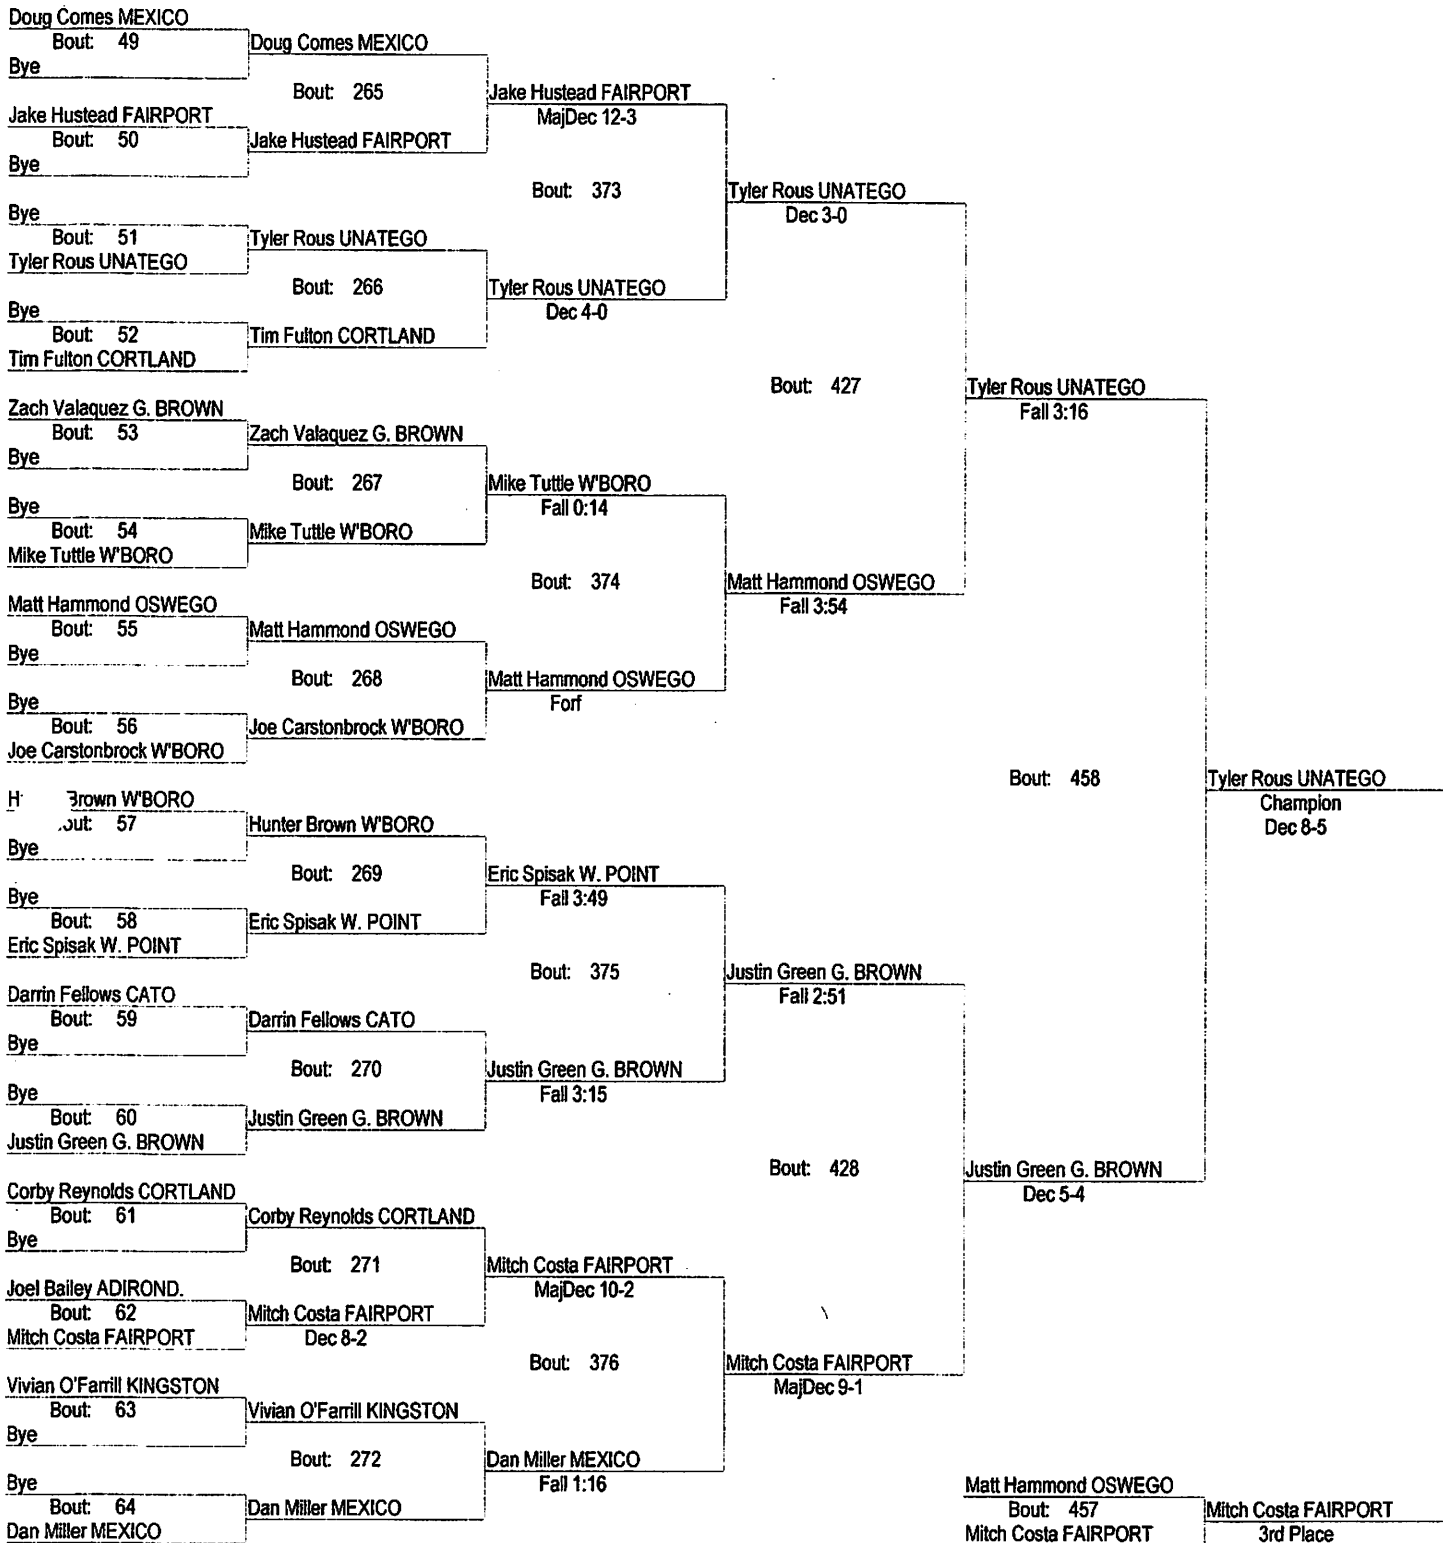 Doug Comes MEXICO
Bout: 49
Bye
Doug Comes MEXICO
Bout: 265
Jake Hustead FAIRPORT
Bout: 50
Bye
Jake Hustead FAIRPORT
Jake Hustead FAIRPORT
MajDec 12-3
Bout: 373
Bye
Bout: 51
Tyler Rous UNATEGO
Tyler Rous UNATEGO
Bout: 266
Bye
Bout: 52
Tim Fulton CORTLAND
Tim Fulton CORTLAND
Tyler Rous UNATEGO
Dec 4-0
Tyler Rous UNATEGO
Dec 3-0
Bout: 427
Zach Valaquez G. BROWN
Bout: 53
Bye
Zach Valaquez G. BROWN
Bout: 267
Bye
Bout: 54
Mike Tuttle W'BORO
Mike Tuttle W'BORO
Mike Tuttle W'BORO
Fall 0:14
Bout: 374
Matt Hammond OSWEGO
Bout: 55
Bye
Matt Hammond OSWEGO
Bout: 268
Bye
Bout: 56
Joe Carstonbrock W'BORO
Joe Carstonbrock W'BORO
Matt Hammond OSWEGO
Forf
Matt Hammond OSWEGO
Fall 3:54
Tyler Rous UNATEGO
Fall 3:16
Bout: 458
Tyler Rous UNATEGO
Champion
Dec 8-5
Brown W'BORO
57
Bye
Hunter Brown W'BORO
Bout: 269
Bye
Bout: 58
Eric Spisak W. POINT
Eric Spisak W. POINT
Eric Spisak W. POINT
Fall 3:49
Bout: 375
Darrin Fellows CATO
Bout: 59
Bye
Darrin Fellows CATO
Bout: 270
Bye
Bout: 60
Justin Green G. BROWN
Justin Green G. BROWN
Justin Green G. BROWN
Fall 3:15
Justin Green G. BROWN
Fall 2:51
Bout: 428
Corby Reynolds CORTLAND
Bout: 61
Bye
Corby Reynolds CORTLAND
Bout: 271
Joel Bailey ADIROND.
Bout: 62
Mitch Costa FAIRPORT
Mitch Costa FAIRPORT
Dec 8-2
Mitch Costa FAIRPORT
MajDec 10-2
Bout: 376
Vivian O'Farrill KINGSTON
Bout: 63
Bye
Vivian O'Farrill KINGSTON
Bout: 272
Bye
Bout: 64
Dan Miller MEXICO
Dan Miller MEXICO
Dan Miller MEXICO
Fall 1:16
Mitch Costa FAIRPORT
MajDec 9-1
Justin Green G. BROWN
Dec 5-4
Matt Hammond OSWEGO
Bout: 457
Mitch Costa FAIRPORT
Mitch Costa FAIRPORT
3rd Place